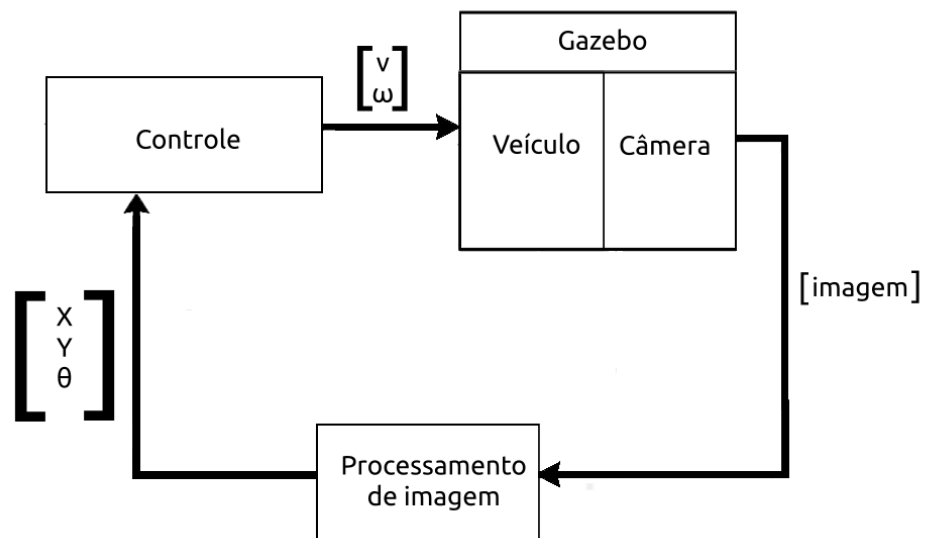 Gazebo
v
ω
Controle
Veículo
Câmera
[imagem]
X
Y
θ
Processamento
de imagem